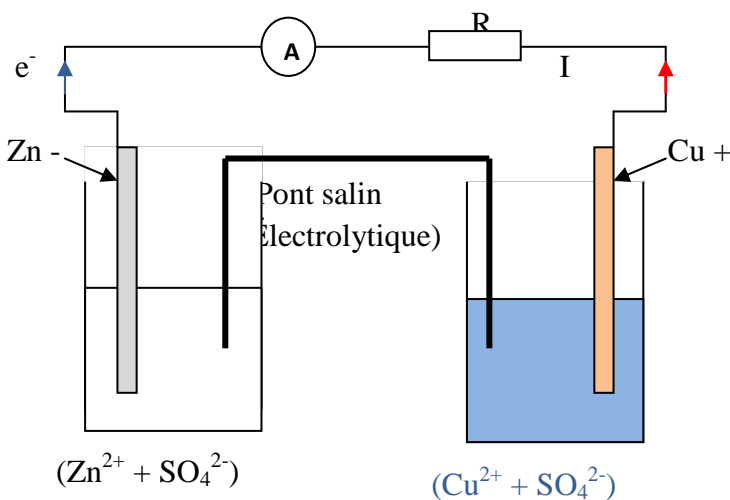 R
A
e⁻
I
Zn -
Cu +
Pont salin
Électrolytique)
(Zn²⁺ + SO₄²⁻)
(Cu²⁺ + SO₄²⁻)